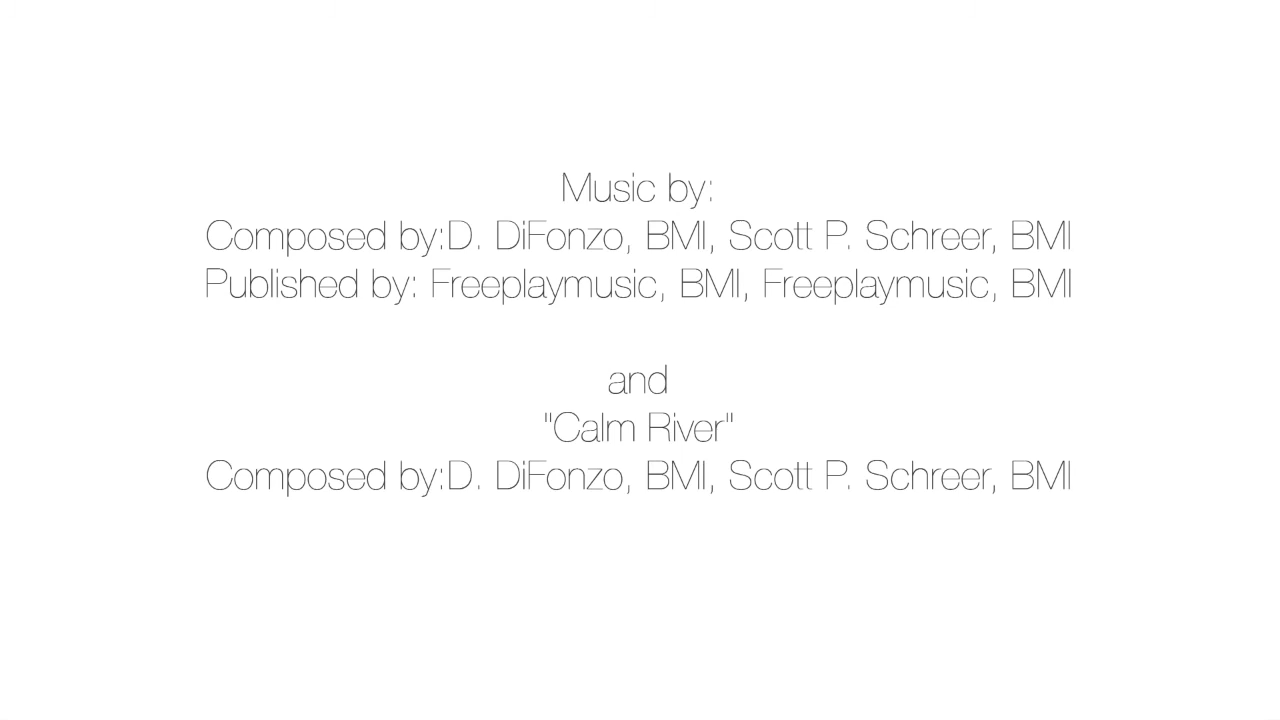 Music by:
Composed by:D. DiFonzo, BMI, Scott P. Schreer, BMI
Published by: Freeplaymusic, BMI, Freeplaymusic, BMI
and
"Calm River"
Composed by:D. DiFonzo, BMI, Scott P. Schreer, BMI